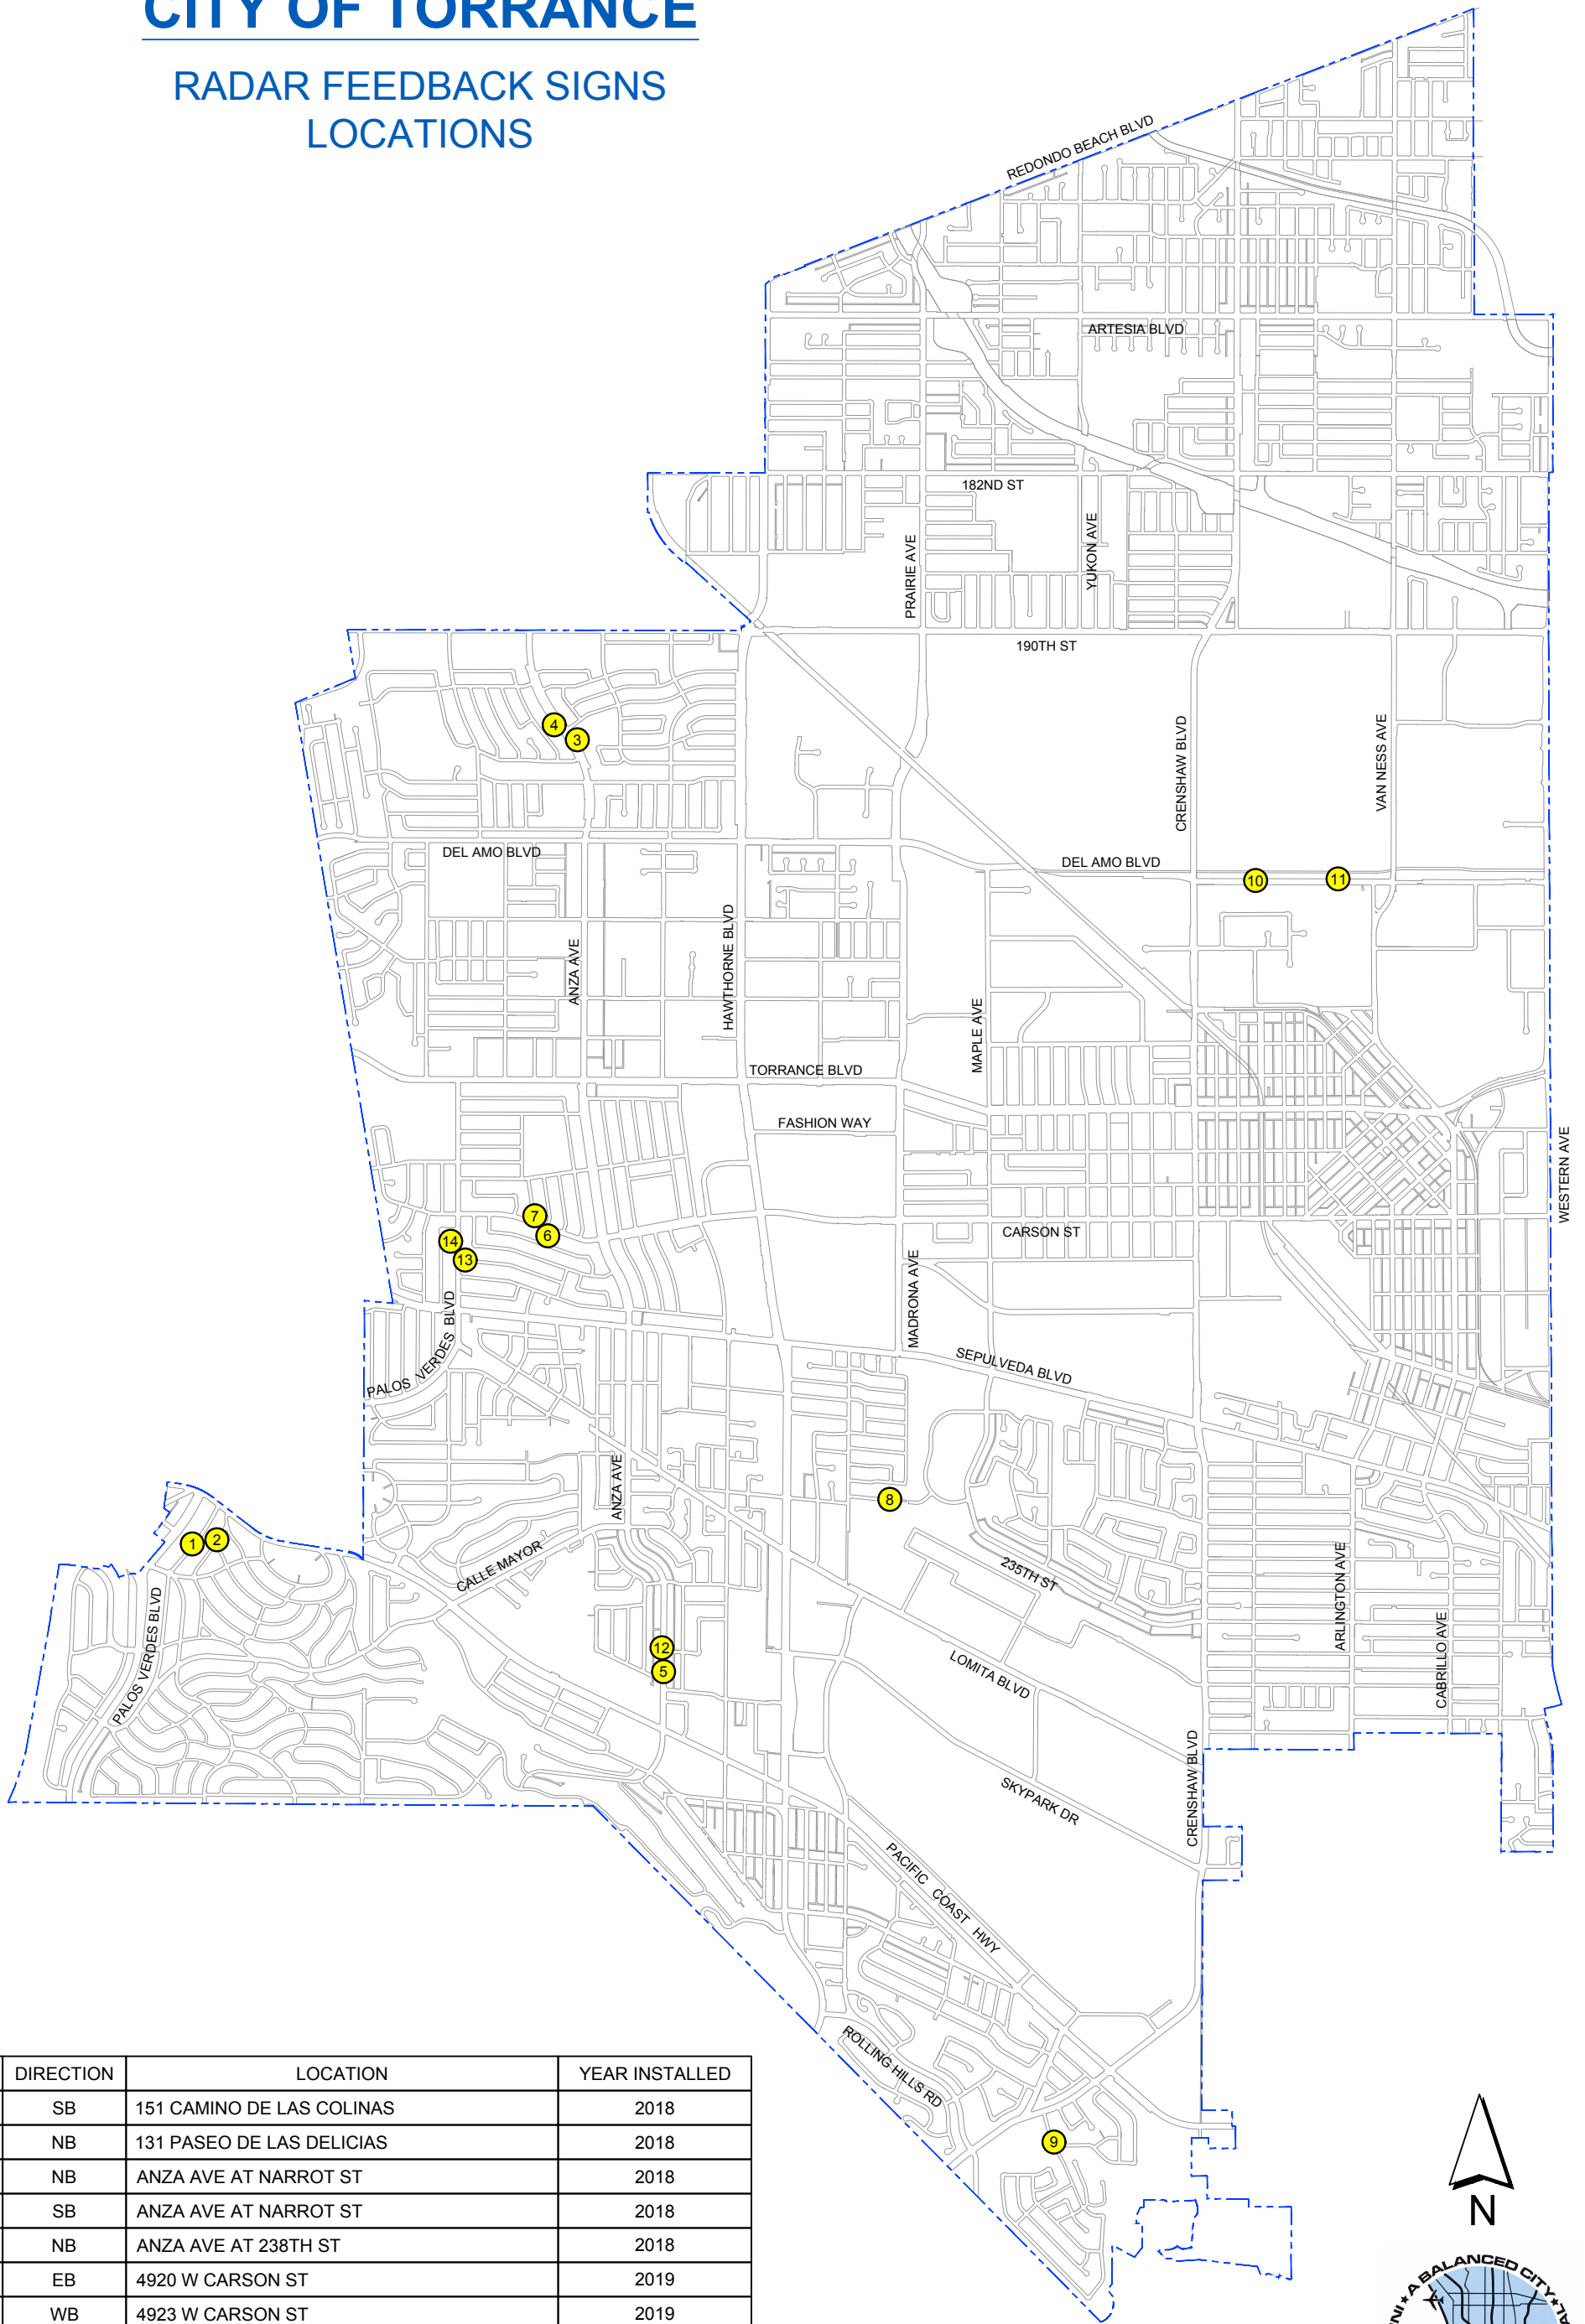 CITY OF TORRANCE
RADAR FEEDBACK SIGNS
LOCATIONS
REDONDO BEACH BLVD
ARTESIA BLVD
182ND ST
PRAIRIE AVE
YUKON AVE
190TH ST
4
3
CRENSHAW BLVD
VAN NESS AVE
DEL AMO BLVD
DEL AMO BLVD
10
11
ANZA AVE
HAWTHORNE BLVD
MAPLE AVE
TORRANCE BLVD
FASHION WAY
WESTERN AVE
7
6
14
13
CARSON ST
MADRONA AVE
PALOS VERDES BLVD
SEPULVEDA BLVD
ANZA AVE
8
1
2
CALLE MAYOR
235TH ST
ARLINGTON AVE
CABRILLO AVE
PALOS VERDES BLVD
12
5
LOMITA BLVD
CRENSHAW BLVD
SKYPARK DR
PACIFIC COAST HWY
ROLLING HILLS RD
9
DIRECTION LOCATION YEAR INSTALLED
SB 151 CAMINO DE LAS COLINAS 2018
NB 131 PASEO DE LAS DELICIAS 2018
NB ANZA AVE AT NARROT ST 2018
SB ANZA AVE AT NARROT ST 2018
NB ANZA AVE AT 238TH ST 2018
EB 4920 W CARSON ST 2019
WB 4923 W CARSON ST 2019
N
A BALANCED CITY